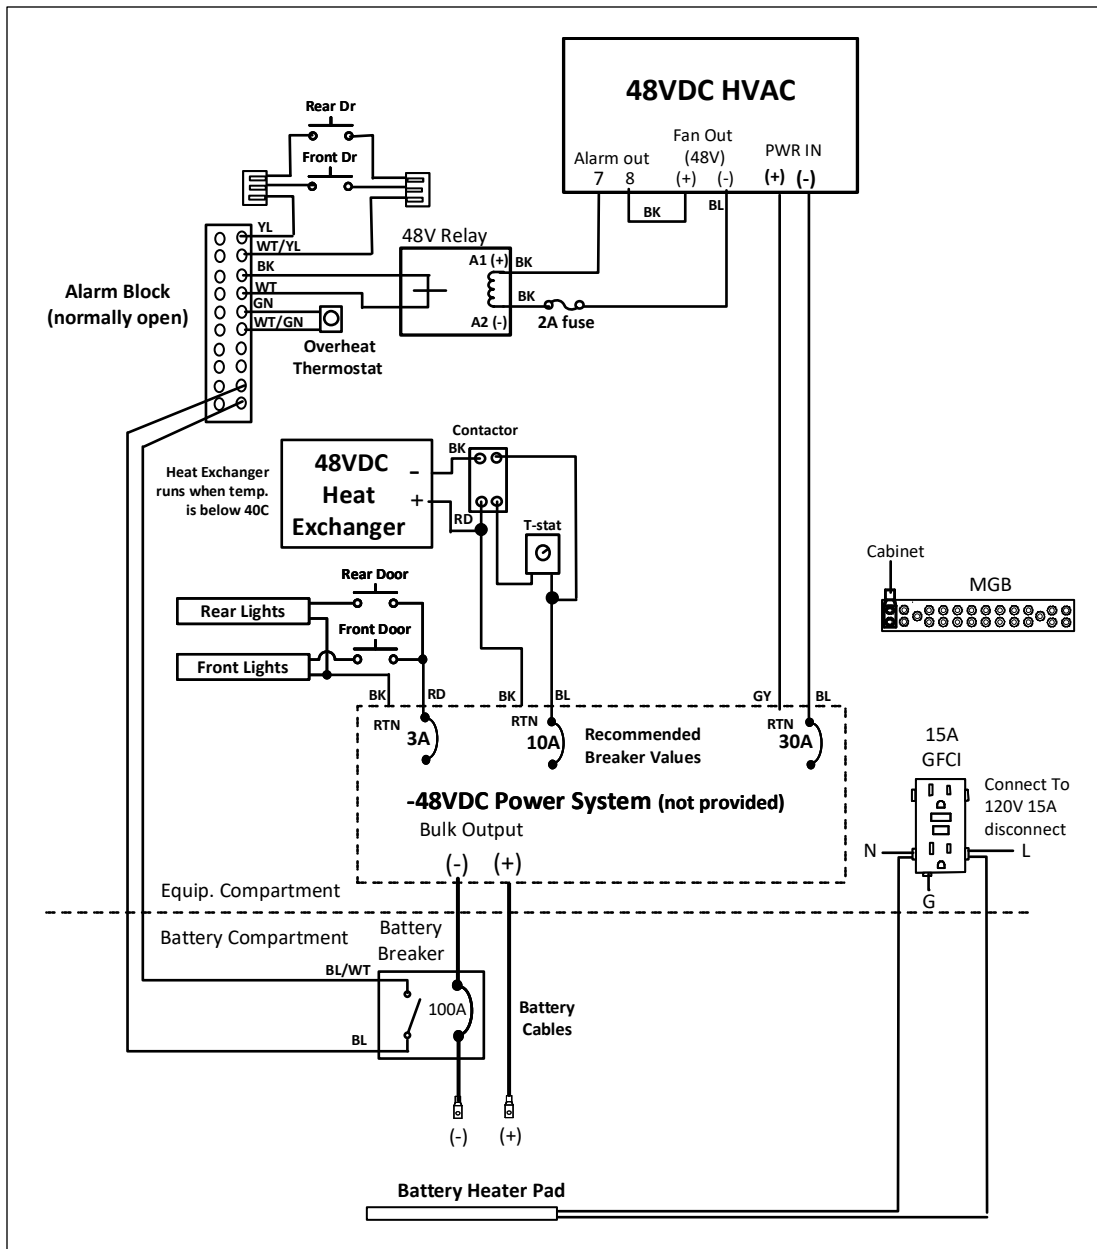 48VDC HVAC
Fan Out
(48V)
PWR IN
Alarm out
7 8 (+) (-) (+) (-)
BK
BL
Rear Dr
Front Dr
YL
WT/YL
BK
WT
GN
WT/GN
Alarm Block
(normally open)
48V Relay
A1 (+)
BK
BK
A2 (-)
2A fuse
Overheat
Thermostat
Contactor
BK
48VDC
Heat
Exchanger
-
+
RD
Heat Exchanger
runs when temp.
is below 40C
T-stat
Cabinet
MGB
Rear Door
Rear Lights
Front Door
Front Lights
BK
RD
BK
BL
GY
BL
RTN
3A
RTN
10A
Recommended
Breaker Values
RTN
30A
-48VDC Power System (not provided)
Bulk Output
(-) (+)
15A
GFCI
Connect To
120V 15A
disconnect
N
L
G
Equip. Compartment
Battery Compartment
Battery
Breaker
BL/WT
100A
BL
Battery
Cables
(-) (+)
Battery Heater Pad